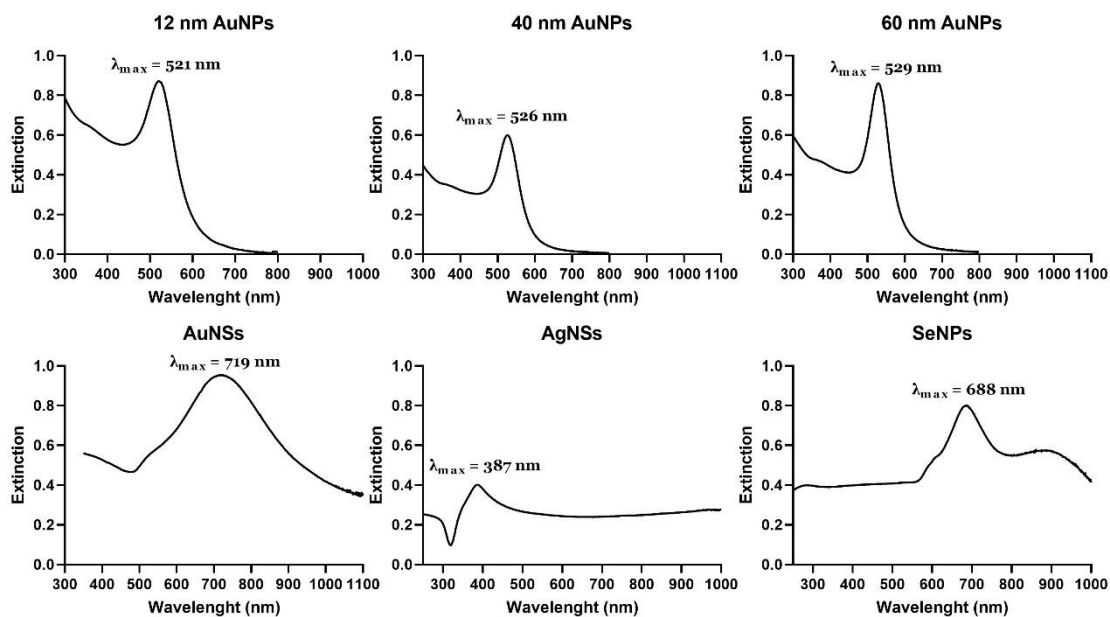 12 nm AuNPs
λmax = 521 nm
Extinction
1.0
0.8
0.6
0.4
0.2
0.0
300 400 500 600 700 800 900 1000
Wavelenght (nm)
40 nm AuNPs
λmax = 526 nm
Extinction
1.0
0.8
0.6
0.4
0.2
0.0
300 400 500 600 700 800 900 1000 1100
Wavelenght (nm)
60 nm AuNPs
λmax = 529 nm
Extinction
1.0
0.8
0.6
0.4
0.2
0.0
300 400 500 600 700 800 900 1000 1100
Wavelenght (nm)
AuNSs
λmax = 719 nm
Extinction
1.0
0.8
0.6
0.4
0.2
0.0
300 400 500 600 700 800 900 1000 1100
Wavelenght (nm)
AgNSs
λmax = 387 nm
Extinction
1.0
0.8
0.6
0.4
0.2
0.0
300 400 500 600 700 800 900 1000
Wavelenght (nm)
SeNPs
λmax = 688 nm
Extinction
1.0
0.8
0.6
0.4
0.2
0.0
300 400 500 600 700 800 900 1000
Wavelenght (nm)